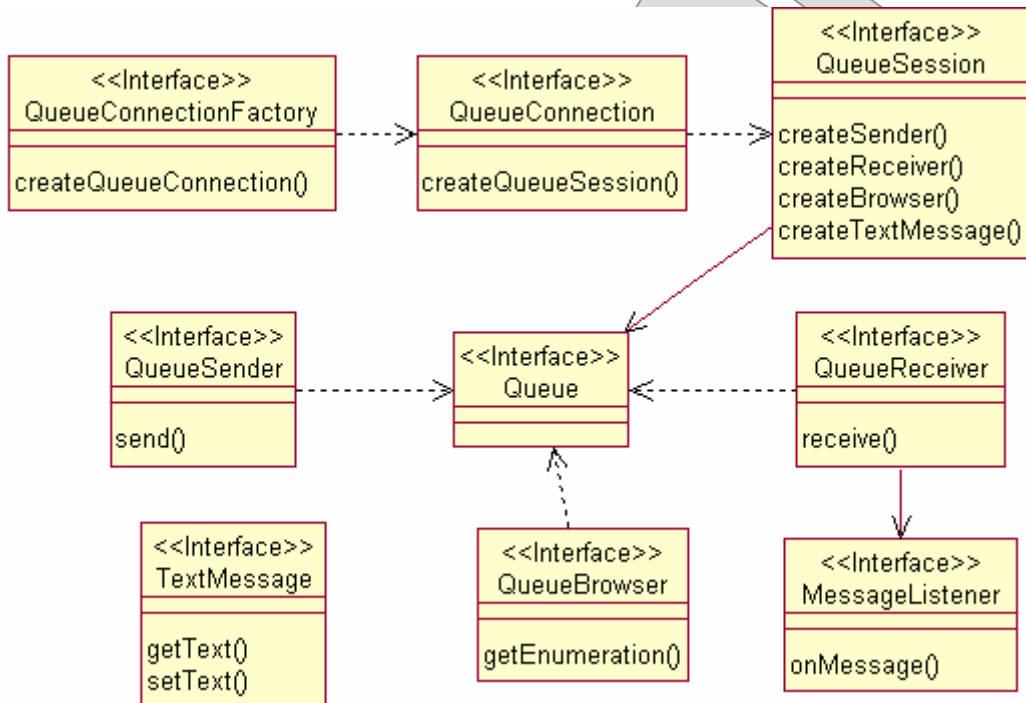 <<Interface>>
QueueConnectionFactory
createQueueConnection()
<<Interface>>
QueueConnection
createQueueSession()
<<Interface>>
QueueSession
createSender()
createReceiver()
createBrowser()
createTextMessage()
<<Interface>>
QueueSender
send()
<<Interface>>
Queue
<<Interface>>
QueueReceiver
receive()
<<Interface>>
TextMessage
getText()
setText()
<<Interface>>
QueueBrowser
getEnumeration()
<<Interface>>
MessageListener
onMessage()